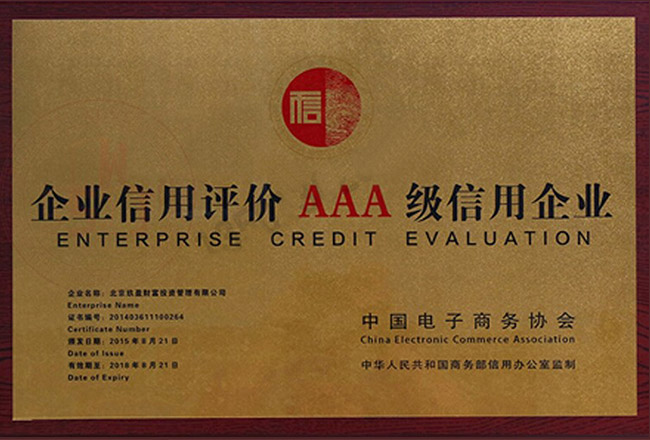 信
企业信用评价 AAA 级信用企业
ENTERPRISE CREDIT EVALUATION
企业名称：北京玖盈财富投资管理有限公司
Enterprise Name
证书编号：201403611100264
Certificate Number
颁发日期：2015 年 8 月 21 日
Date of Issue
有效期至：2018 年 8 月 21 日
Date of Expiry
中国电子商务协会
China Electronic Commerce Association
中华人民共和国商务部信用办公室监制